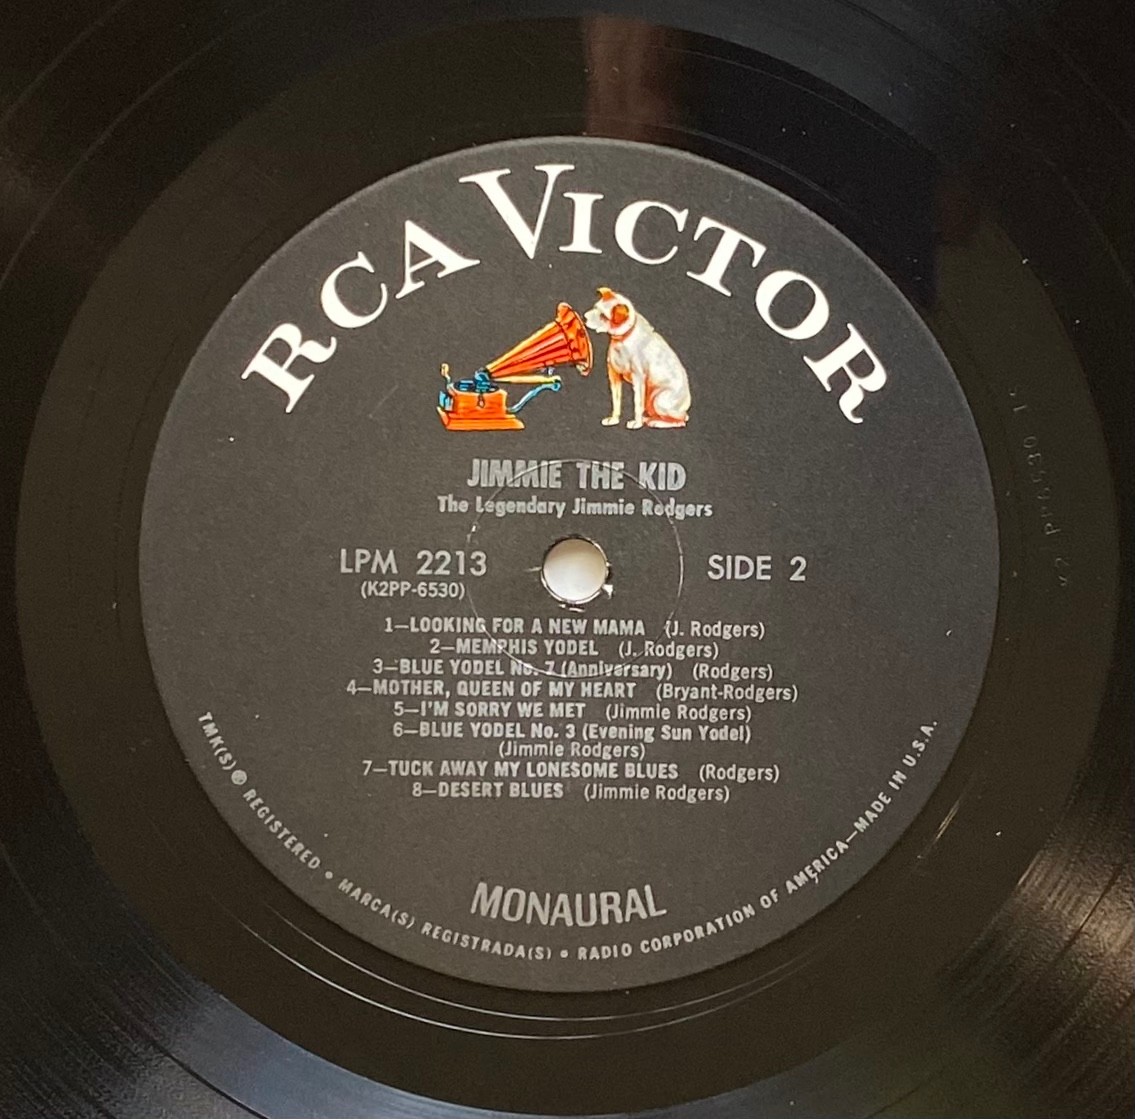 RCA VICTOR
JIMMIE THE KID
The Legendary Jimmie Rodgers
LPM 2213
(K2PP-6530)
SIDE 2
1—LOOKING FOR A NEW MAMA (J. Rodgers)
2—MEMPHIS YODEL (J. Rodgers)
3—BLUE YODEL No. 7 (Anniversary) (Rodgers)
4—MOTHER, QUEEN OF MY HEART (Bryant-Rodgers)
5—I'M SORRY WE MET (Jimmie Rodgers)
6—BLUE YODEL No. 3 (Evening Sun Yodel)
(Jimmie Rodgers)
7—TUCK AWAY MY LONESOME BLUES (Rodgers)
8—DESERT BLUES (Jimmie Rodgers)
MONAURAL
TMK(S) ® REGISTERED • MARCA(S) REGISTRADA(S) • RADIO CORPORATION OF AMERICA—MADE IN U.S.A.